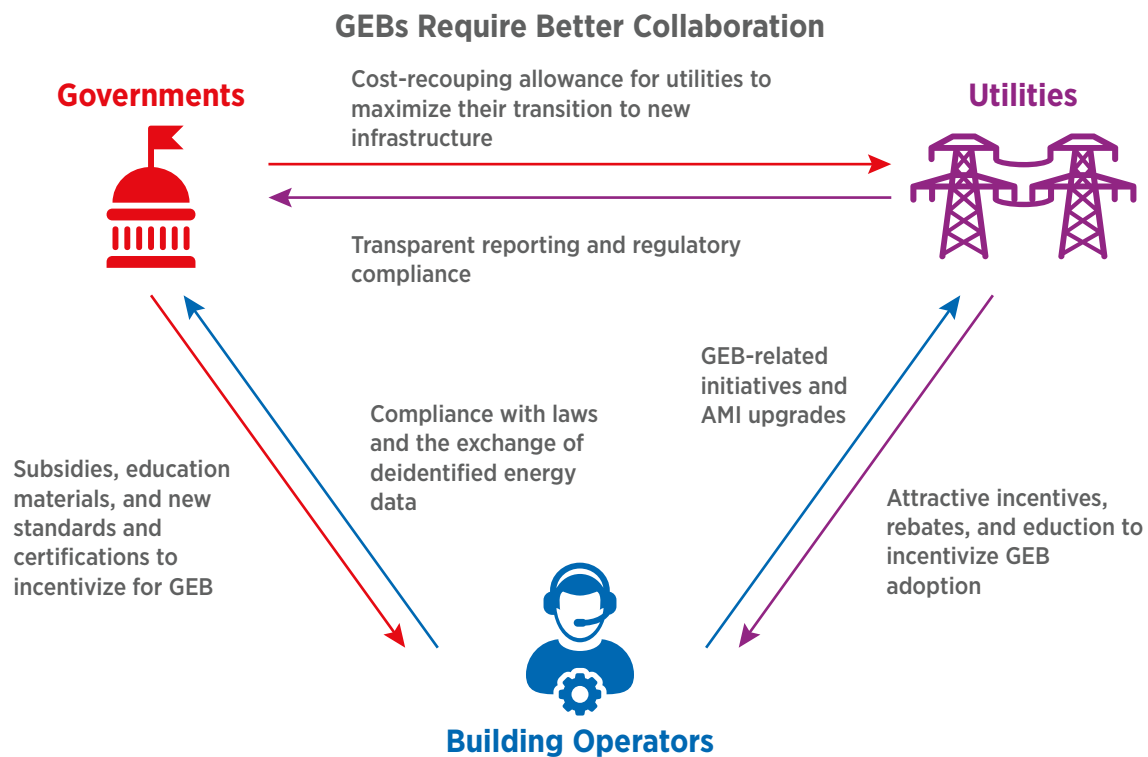 GEBs Require Better Collaboration
Governments
Cost-recouping allowance for utilities to
maximize their transition to new
infrastructure
Utilities
Transparent reporting and regulatory
compliance
Subsidies, education
materials, and new
standards and
certifications to
incentivize for GEB
Compliance with laws
and the exchange of
deidentified energy
data
GEB-related
initiatives and
AMI upgrades
Attractive incentives,
rebates, and eduction to
incentivize GEB
adoption
Building Operators